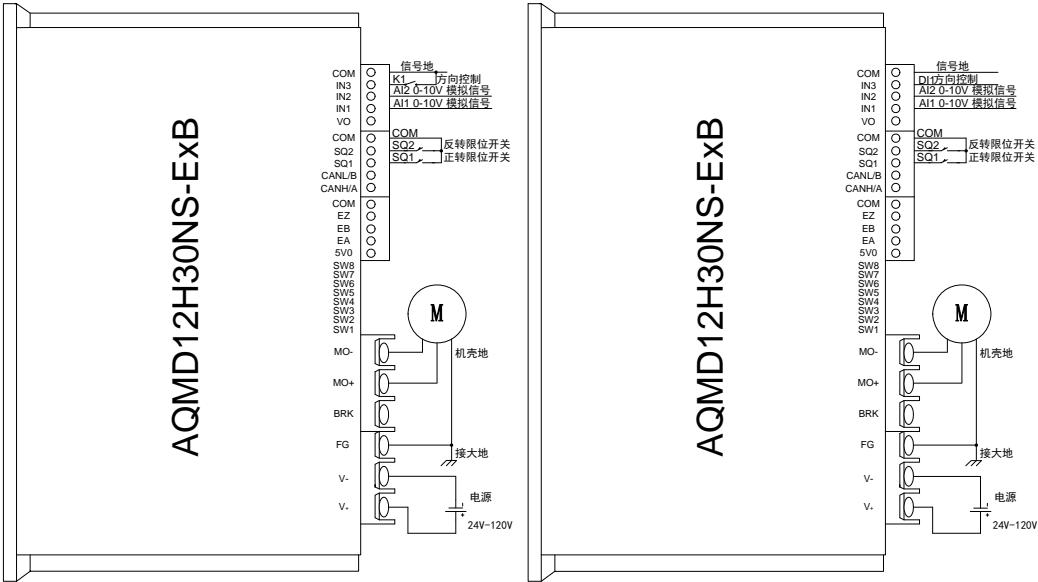 AQMD12H30NS-ExB
COM 信号地
IN3 K1 方向控制
IN2 AI2 0-10V 模拟信号
IN1 AI1 0-10V 模拟信号
VO
COM COM
SQ2 SQ2 反转限位开关
SQ1 SQ1 正转限位开关
CANL/B
CANH/A
COM
EZ
EB
EA
5V0
SW8
SW7
SW6
SW5
SW4
SW3
SW2
SW1
M
MO- 机壳地
MO+
BRK
FG 接大地
V-
电源
V+
24V-120V
AQMD12H30NS-ExB
COM 信号地
IN3 DI1方向控制
IN2 AI2 0-10V 模拟信号
IN1 AI1 0-10V 模拟信号
VO
COM COM
SQ2 SQ2 反转限位开关
SQ1 SQ1 正转限位开关
CANL/B
CANH/A
COM
EZ
EB
EA
5V0
SW8
SW7
SW6
SW5
SW4
SW3
SW2
SW1
M
MO- 机壳地
MO+
BRK
FG 接大地
V-
电源
V+
24V-120V